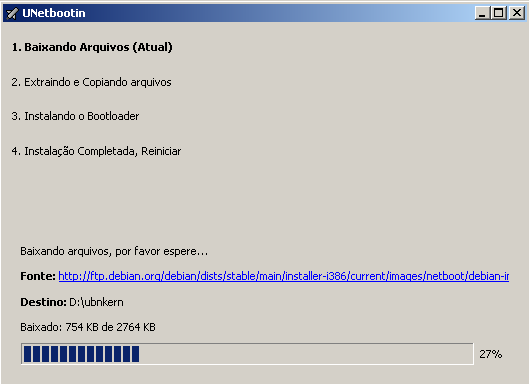 UNetbootin
1. Baixando Arquivos (Atual)
2. Extraindo e Copiando arquivos
3. Instalando o Bootloader
4. Instalação Completada, Reiniciar
Baixando arquivos, por favor espere...
Fonte: http://ftp.debian.org/debian/dists/stable/main/installer-i386/current/images/netboot/debian-ir
Destino: D:\ubnkern
Baixado: 754 KB de 2764 KB
27%